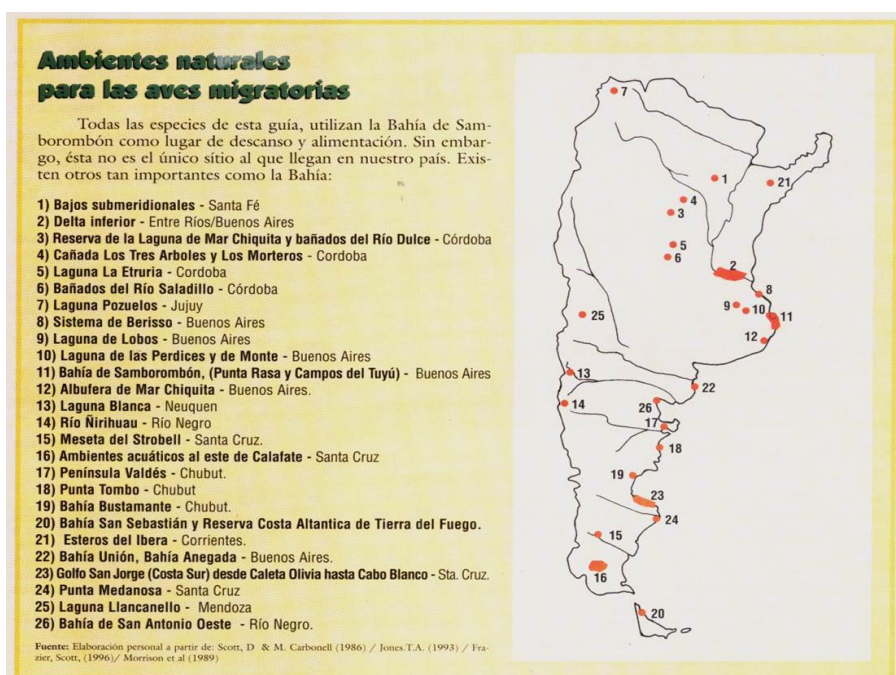 Ambientes naturales
para las aves migratorias
Todas las especies de esta guía, utilizan la Bahía de Sam-
borombón como lugar de descanso y alimentación. Sin embar-
go, ésta no es el único sítio al que llegan en nuestro país. Exis-
ten otros tan importantes como la Bahía:
1) Bajos submeridionales - Santa Fé
2) Delta inferior - Entre Ríos/Buenos Aires
3) Reserva de la Laguna de Mar Chiquita y bañados del Río Dulce - Córdoba
4) Cañada Los Tres Arboles y Los Morteros - Cordoba
5) Laguna La Etruria - Cordoba
6) Bañados del Río Saladillo - Córdoba
7) Laguna Pozuelos - Jujuy
8) Sistema de Berisso - Buenos Aires
9) Laguna de Lobos - Buenos Aires
10) Laguna de las Perdices y de Monte - Buenos Aires
11) Bahía de Samborombón, (Punta Rasa y Campos del Tuyú) - Buenos Aires
12) Albufera de Mar Chiquita - Buenos Aires.
13) Laguna Blanca - Neuquen
14) Río Ñirihuau - Río Negro
15) Meseta del Strobell - Santa Cruz.
16) Ambientes acuáticos al este de Calafate - Santa Cruz
17) Península Valdés - Chubut.
18) Punta Tombo - Chubut
19) Bahía Bustamante - Chubut.
20) Bahía San Sebastián y Reserva Costa Altantica de Tierra del Fuego.
21) Esteros del Ibera - Corrientes.
22) Bahía Unión, Bahía Anegada - Buenos Aires.
23) Golfo San Jorge (Costa Sur) desde Caleta Olivia hasta Cabo Blanco - Sta. Cruz.
24) Punta Medanosa - Santa Cruz
25) Laguna Llancanello - Mendoza
26) Bahía de San Antonio Oeste - Río Negro.
Fuente: Elaboración personal a partir de: Scott, D & M. Carbonell (1986) / Jones.T.A. (1993) / Fra-
zier, Scott, (1996)/ Morrison et al (1989)
7
1
21
4
3
5
6
2
8
9
10
11
12
25
13
22
14
26
17
18
19
23
24
15
16
20